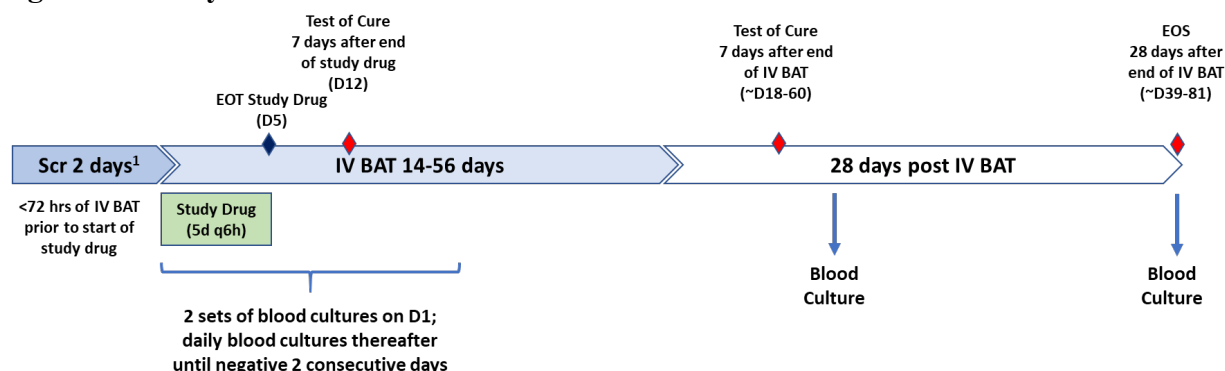 Test of Cure
7 days after end
of study drug
(D12)
EOT Study Drug
(D5)
Test of Cure
7 days after end
of IV BAT
(~D18-60)
EOS
28 days after
end of IV BAT
(~D39-81)
Scr 2 days¹
IV BAT 14-56 days
28 days post IV BAT
<72 hrs of IV BAT
prior to start of
study drug
Study Drug
(5d q6h)
2 sets of blood cultures on D1;
daily blood cultures thereafter
until negative 2 consecutive days
Blood
Culture
Blood
Culture